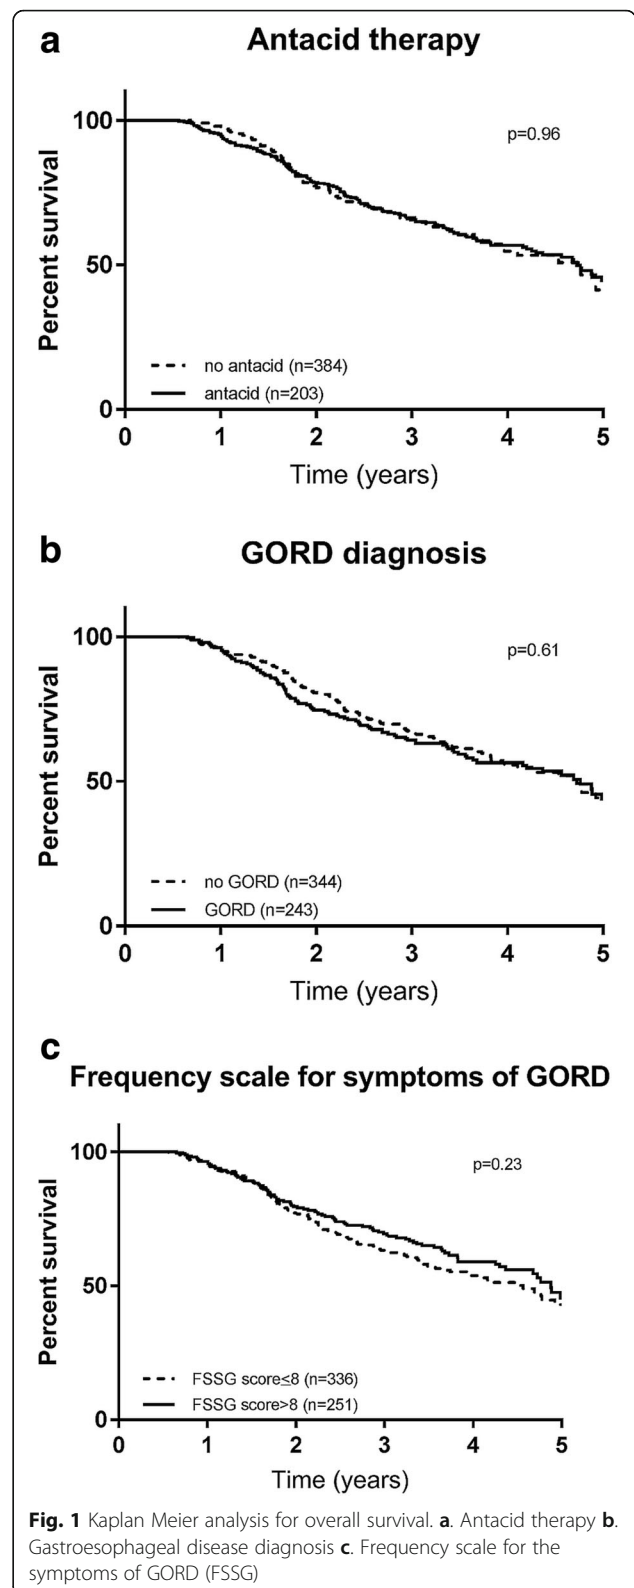 a
Antacid therapy
100
50
0
Percent survival
p=0.96
no antacid (n=384)
antacid (n=203)
0 1 2 3 4 5
Time (years)
b
GORD diagnosis
100
50
0
Percent survival
p=0.61
no GORD (n=344)
GORD (n=243)
0 1 2 3 4 5
Time (years)
c
Frequency scale for symptoms of GORD
100
50
0
Percent survival
p=0.23
FSSG score≤8 (n=336)
FSSG score>8 (n=251)
0 1 2 3 4 5
Time (years)
Fig. 1 Kaplan Meier analysis for overall survival. a. Antacid therapy b.
Gastroesophageal disease diagnosis c. Frequency scale for the
symptoms of GORD (FSSG)